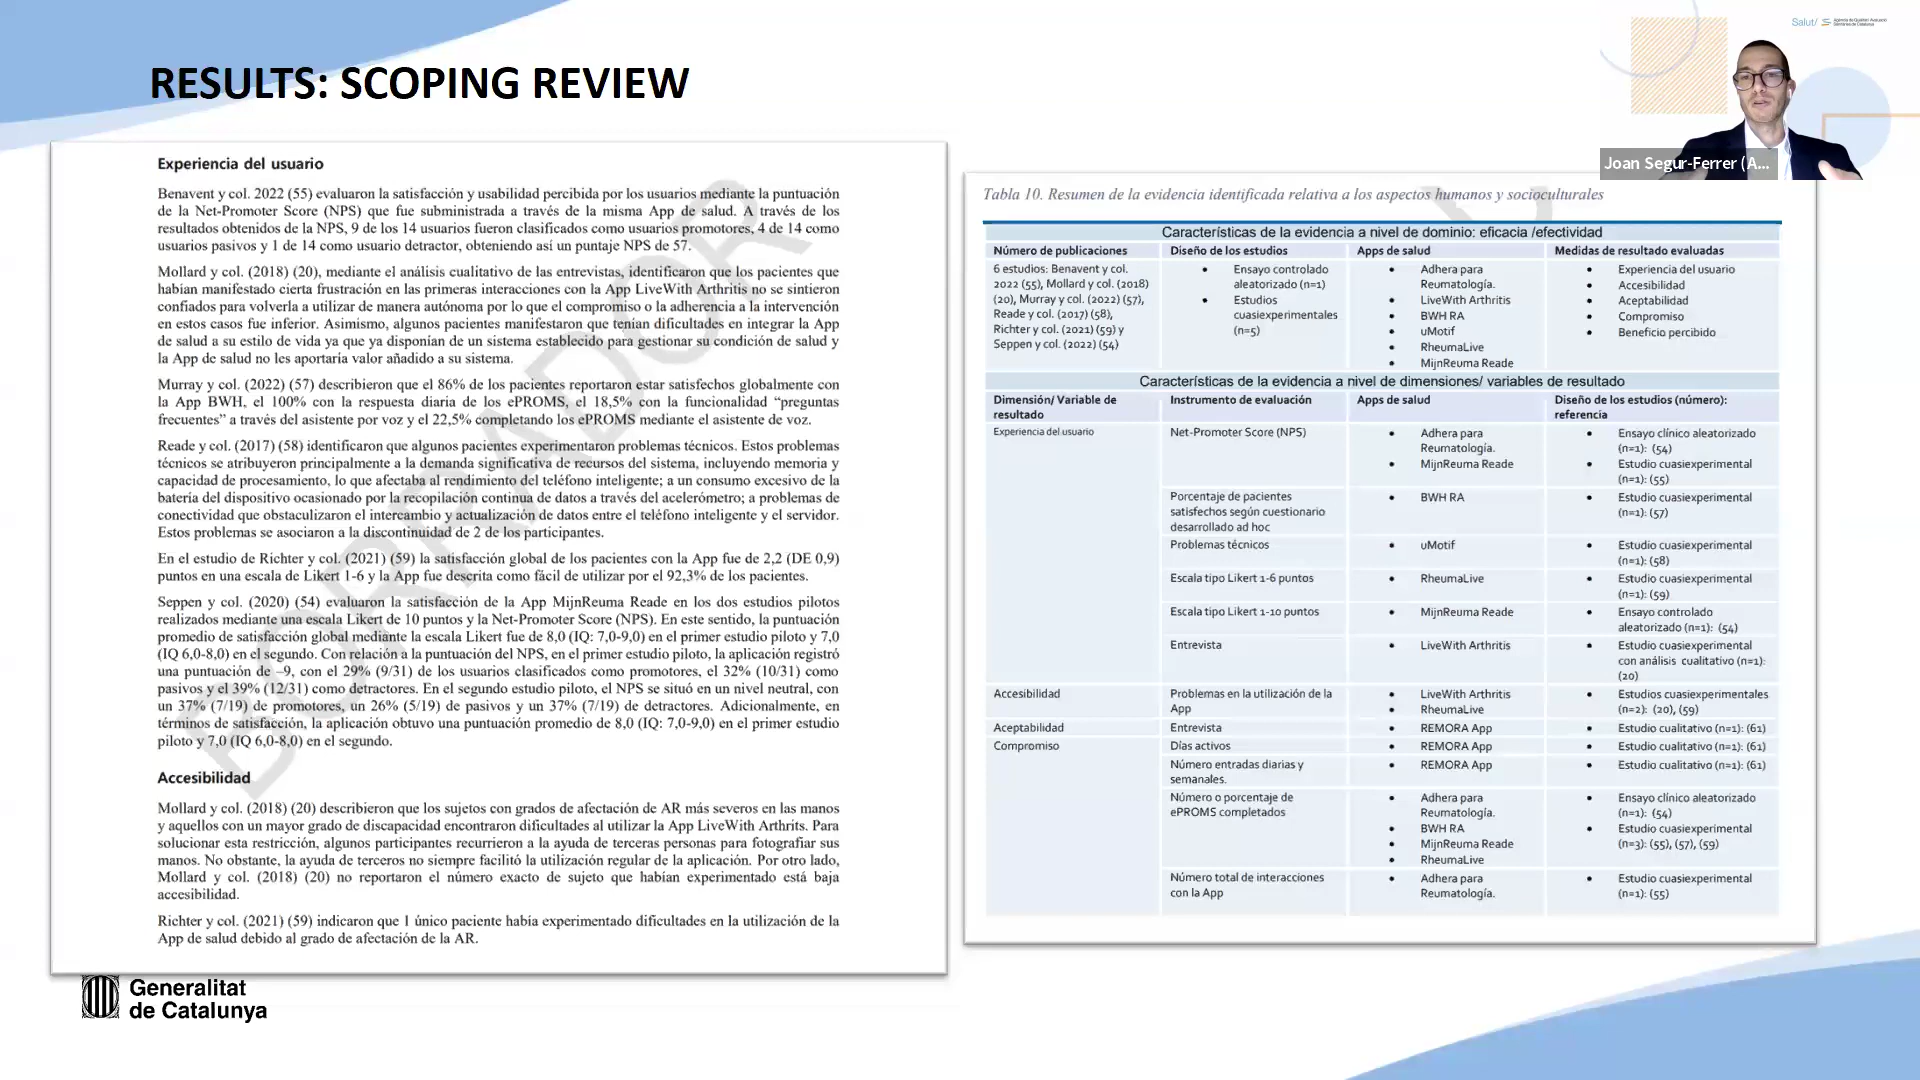 RESULTS: SCOPING REVIEW
Salut/
Joan Segur-Ferrer (A...
Experiencia del usuario
Benavent y col. 2022 (55) evaluaron la satisfacción y usabilidad percibida por los usuarios mediante la puntuación
de la Net-Promoter Score (NPS) que fue subministrada a través de la misma App de salud. A través de los
resultados obtenidos de la NPS, 9 de los 14 usuarios fueron clasificados como usuarios promotores, 4 de 14 como
usuarios pasivos y 1 de 14 como usuario detractor, obteniendo así un puntaje NPS de 57.
Mollard y col. (2018) (20), mediante el análisis cualitativo de las entrevistas, identificaron que los pacientes que
habían manifestado cierta frustración en las primeras interacciones con la App LiveWith Arthritis no se sintieron
confiados para volverla a utilizar de manera autónoma por lo que el compromiso o la adherencia a la intervención
en estos casos fue inferior. Asimismo, algunos pacientes manifestaron que tenían dificultades en integrar la App
de salud a su estilo de vida ya que ya disponían de un sistema establecido para gestionar su condición de salud y
la App de salud no les aportaría valor añadido a su sistema.
Murray y col. (2022) (57) describieron que el 86% de los pacientes reportaron estar satisfechos globalmente con
la App BWH, el 100% con la respuesta diaria de los ePROMS, el 18,5% con la funcionalidad “preguntas
frecuentes” a través del asistente por voz y el 22,5% completando los ePROMS mediante el asistente de voz.
Reade y col. (2017) (58) identificaron que algunos pacientes experimentaron problemas técnicos. Estos problemas
técnicos se atribuyeron principalmente a la demanda significativa de recursos del sistema, incluyendo memoria y
capacidad de procesamiento, lo que afectaba al rendimiento del teléfono inteligente; a un consumo excesivo de la
batería del dispositivo ocasionado por la recopilación continua de datos a través del acelerómetro; a problemas de
conectividad que obstaculizaron el intercambio y actualización de datos entre el teléfono inteligente y el servidor.
Estos problemas se asociaron a la discontinuidad de 2 de los participantes.
En el estudio de Richter y col. (2021) (59) la satisfacción global de los pacientes con la App fue de 2,2 (DE 0,9)
puntos en una escala de Likert 1-6 y la App fue descrita como fácil de utilizar por el 92,3% de los pacientes.
Seppen y col. (2020) (54) evaluaron la satisfacción de la App MijnReuma Reade en los dos estudios pilotos
realizados mediante una escala Likert de 10 puntos y la Net-Promoter Score (NPS). En este sentido, la puntuación
promedio de satisfacción global mediante la escala Likert fue de 8,0 (IQ: 7,0-9,0) en el primer estudio piloto y 7,0
(IQ 6,0-8,0) en el segundo. Con relación a la puntuación del NPS, en el primer estudio piloto, la aplicación registró
una puntuación de –9, con el 29% (9/31) de los usuarios clasificados como promotores, el 32% (10/31) como
pasivos y el 39% (12/31) como detractores. En el segundo estudio piloto, el NPS se situó en un nivel neutral, con
un 37% (7/19) de promotores, un 26% (5/19) de pasivos y un 37% (7/19) de detractores. Adicionalmente, en
términos de satisfacción, la aplicación obtuvo una puntuación promedio de 8,0 (IQ: 7,0-9,0) en el primer estudio
piloto y 7,0 (IQ 6,0-8,0) en el segundo.
Accesibilidad
Mollard y col. (2018) (20) describieron que los sujetos con grados de afectación de AR más severos en las manos
y aquellos con un mayor grado de discapacidad encontraron dificultades al utilizar la App LiveWith Arthrits. Para
solucionar esta restricción, algunos participantes recurrieron a la ayuda de terceras personas para fotografiar sus
manos. No obstante, la ayuda de terceros no siempre facilitó la utilización regular de la aplicación. Por otro lado,
Mollard y col. (2018) (20) no reportaron el número exacto de sujeto que habían experimentado está baja
accesibilidad.
Richter y col. (2021) (59) indicaron que 1 único paciente había experimentado dificultades en la utilización de la
App de salud debido al grado de afectación de la AR.
BORRADOR
Tabla 10. Resumen de la evidencia identificada relativa a los aspectos humanos y socioculturales
Características de la evidencia a nivel de dominio: eficacia /efectividad
Número de publicaciones Diseño de los estudios Apps de salud Medidas de resultado evaluadas
6 estudios: Benavent y col.
2022 (55), Mollard y col. (2018)
(20), Murray y col. (2022) (57),
Reade y col. (2017) (58),
Richter y col. (2021) (59) y
Seppen y col. (2022) (54)
• Ensayo controlado
aleatorizado (n=1)
• Estudios
cuasiexperimentales
(n=5)
• Adhera para
Reumatología.
• LiveWith Arthritis
• BWH RA
• uMotif
• RheumaLive
• MijnReuma Reade
• Experiencia del usuario
• Accesibilidad
• Aceptabilidad
• Compromiso
• Beneficio percibido
Características de la evidencia a nivel de dimensiones/ variables de resultado
Dimensión/ Variable de
resultado
Instrumento de evaluación
Apps de salud
Diseño de los estudios (número):
referencia
Experiencia del usuario
Net-Promoter Score (NPS)
• Adhera para
Reumatología.
• MijnReuma Reade
• Ensayo clínico aleatorizado
(n=1): (54)
• Estudio cuasiexperimental
(n=1): (55)
Porcentaje de pacientes
satisfechos según cuestionario
desarrollado ad hoc
• BWH RA
• Estudio cuasiexperimental
(n=1): (57)
Problemas técnicos
• uMotif
• Estudio cuasiexperimental
(n=1): (58)
Escala tipo Likert 1-6 puntos
• RheumaLive
• Estudio cuasiexperimental
(n=1): (59)
Escala tipo Likert 1-10 puntos
• MijnReuma Reade
• Ensayo controlado
aleatorizado (n=1): (54)
Entrevista
• LiveWith Arthritis
• Estudio cuasiexperimental
con análisis cualitativo (n=1):
(20)
Accesibilidad
Problemas en la utilización de la
App
• LiveWith Arthritis
• RheumaLive
• Estudios cuasiexperimentales
(n=2): (20), (59)
Aceptabilidad
Entrevista
• REMORA App
• Estudio cualitativo (n=1): (61)
Compromiso
Días activos
• REMORA App
• Estudio cualitativo (n=1): (61)
Número entradas diarias y
semanales.
• REMORA App
• Estudio cualitativo (n=1): (61)
Número o porcentaje de
ePROMS completados
• Adhera para
Reumatología.
• BWH RA
• MijnReuma Reade
• RheumaLive
• Ensayo clínico aleatorizado
(n=1): (54)
• Estudio cuasiexperimental
(n=3): (55), (57), (59)
Número total de interacciones
con la App
• Adhera para
Reumatología.
• Estudio cuasiexperimental
(n=1): (55)
Generalitat
de Catalunya